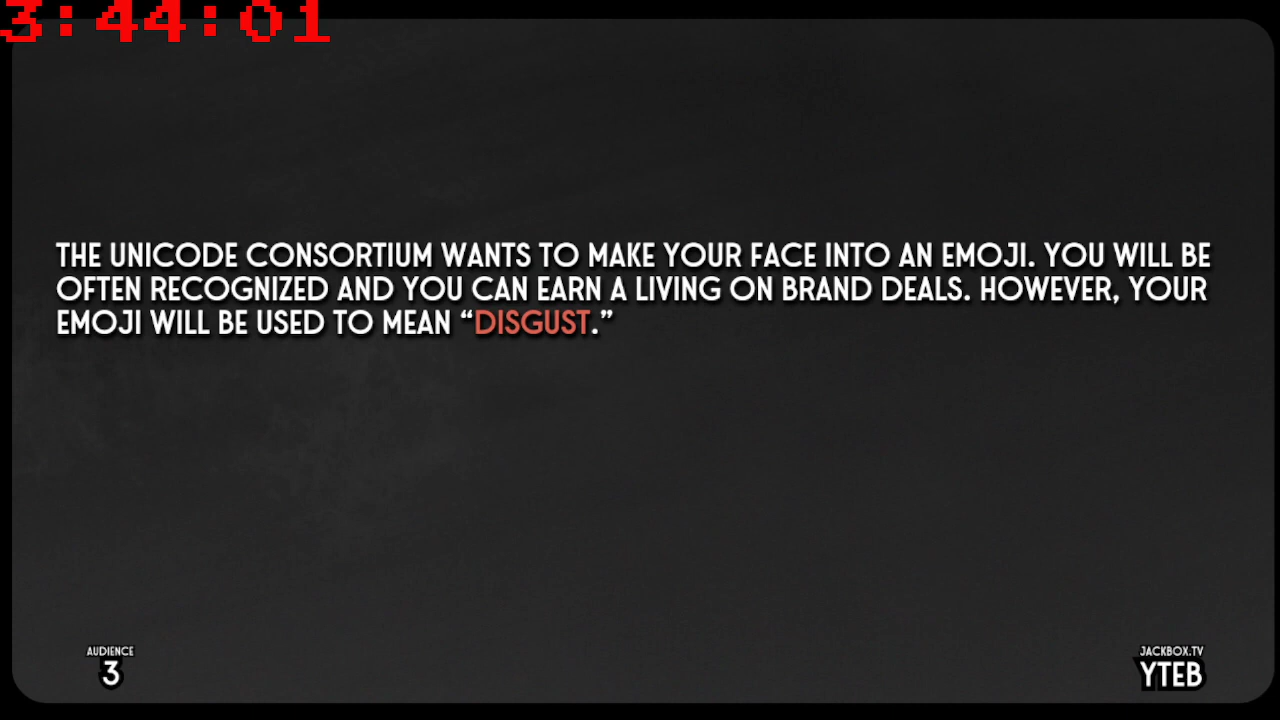 3:44:01
THE UNICODE CONSORTIUM WANTS TO MAKE YOUR FACE INTO AN EMOJI. YOU WILL BE
OFTEN RECOGNIZED AND YOU CAN EARN A LIVING ON BRAND DEALS. HOWEVER, YOUR
EMOJI WILL BE USED TO MEAN “DISGUST.”
AUDIENCE
3
JACKBOX.TV
YTEB